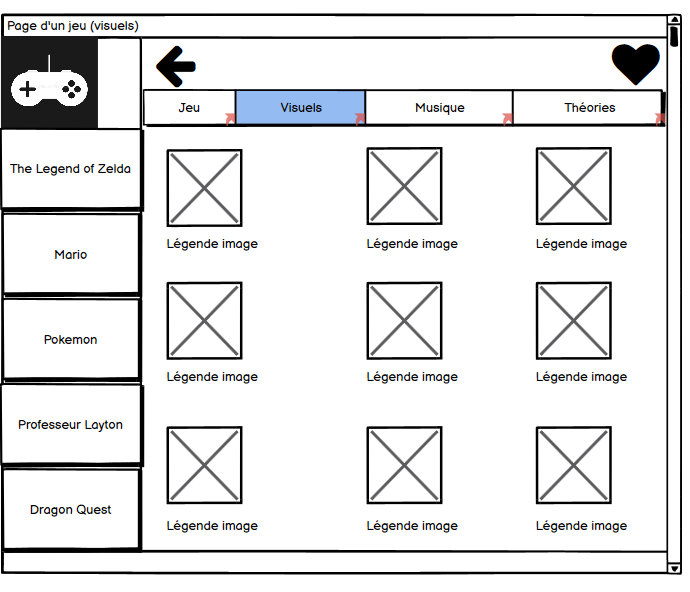 Page d'un jeu (visuels)
Jeu
Visuels
Musique
Théories
The Legend of Zelda
Mario
Pokemon
Professeur Layton
Dragon Quest
Légende image
Légende image
Légende image
Légende image
Légende image
Légende image
Légende image
Légende image
Légende image